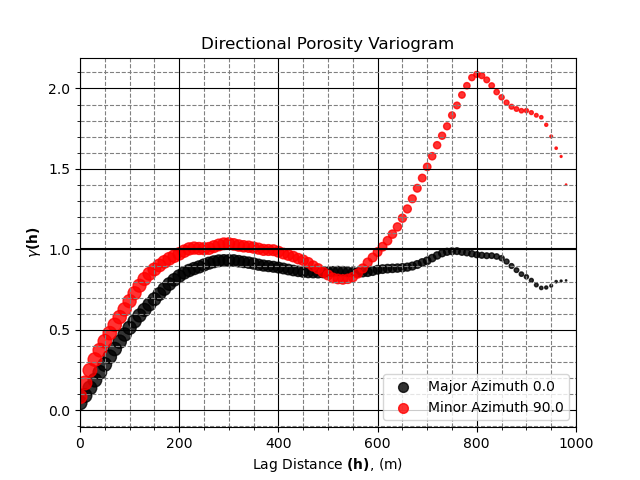 Directional Porosity Variogram
2.0
1.5
1.0
0.5
0.0
γ(h)
Major Azimuth 0.0
Minor Azimuth 90.0
0 200 400 600 800 1000
Lag Distance (h), (m)